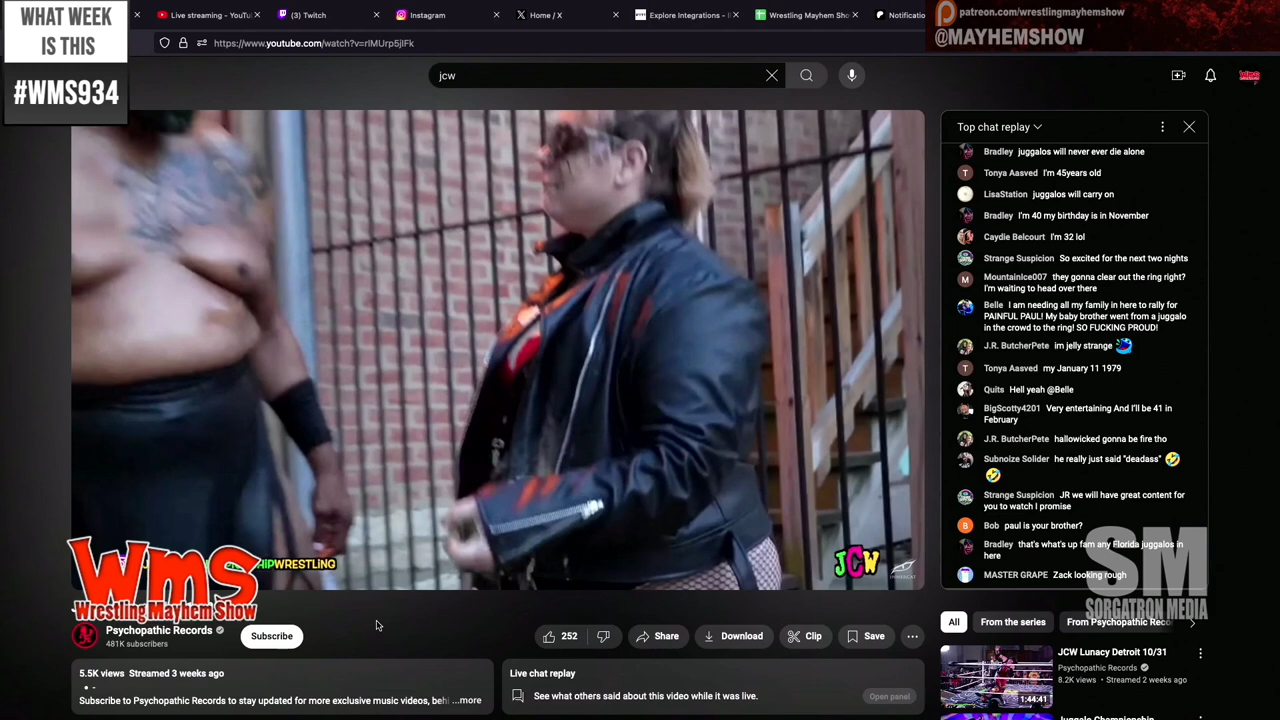 WHAT WEEK
IS THIS
#WMS934
Live streaming - YouTu
(3) Twitch
Instagram
Home / X
Explore Integrations - I
Wrestling Mayhem Sh
Notificatio
patreon.com/wrestlingmayhemshow
@MAYHEMSHOW
https://www.youtube.com/watch?v=rIMUrp5jIFk
jcw
WMS
Top chat replay
Bradley juggalos will never ever die alone
Tonya Aasved I'm 45years old
LisaStation juggalos will carry on
Bradley I'm 40 my birthday is in November
Caydie Belcourt I'm 32 lol
Strange Suspicion So excited for the next two nights
MountainIce007 they gonna clear out the ring right?
I'm waiting to head over there
Belle I am needing all my family in here to rally for
PAINFUL PAUL! My baby brother went from a juggalo
in the crowd to the ring! SO FUCKING PROUD!
J.R. ButcherPete im jelly strange
Tonya Aasved my January 11 1979
Quits Hell yeah @Belle
BigScotty4201 Very entertaining And I'll be 41 in
February
J.R. ButcherPete hallowicked gonna be fire tho
Subnoize Solider he really just said "deadass"
Strange Suspicion JR we will have great content for
you to watch I promise
Bob paul is your brother?
Bradley that's what's up fam any Florida juggalos in
here
MASTER GRAPE Zack looking rough
HIPWRESTLING
JCW
WMS
Wrestling Mayhem Show
SM
SORGATRON MEDIA
Psychopathic Records
481K subscribers
Subscribe
252
Share
Download
Clip
Save
All
From the series
From Psychopathic Reco
5.5K views Streamed 3 weeks ago
Subscribe to Psychopathic Records to stay updated on exclusive music videos, behi ...more
Live chat replay
See what others said about this video while it was live.
Open panel
JCW Lunacy Detroit 10/31
Psychopathic Records
8.2K views • Streamed 2 weeks ago
1:44:41
Juggalo Championship